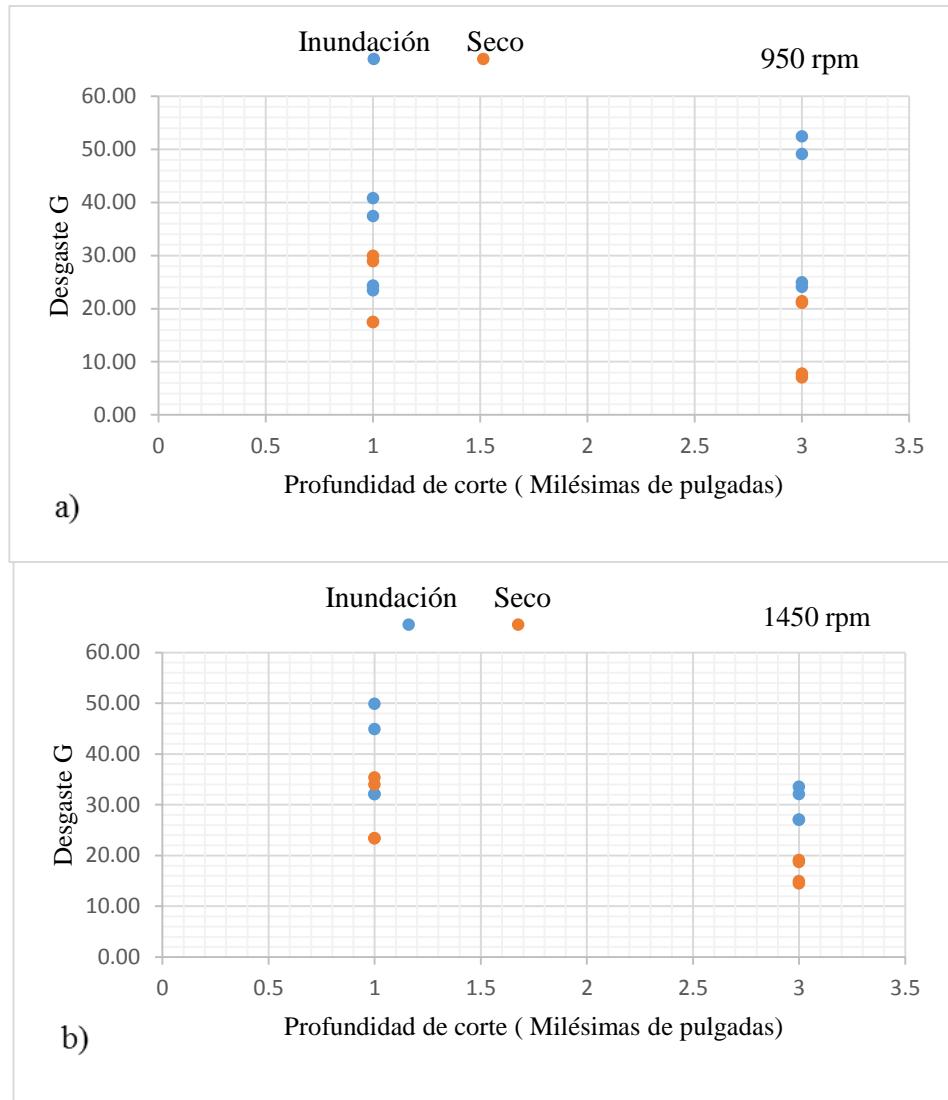 Inundación Seco
950 rpm
60.00
50.00
40.00
30.00
20.00
10.00
0.00
Desgaste G
0 0.5 1 1.5 2 2.5 3 3.5
Profundidad de corte ( Milésimas de pulgadas)
a)
Inundación Seco
1450 rpm
60.00
50.00
40.00
30.00
20.00
10.00
0.00
Desgaste G
0 0.5 1 1.5 2 2.5 3 3.5
Profundidad de corte ( Milésimas de pulgadas)
b)